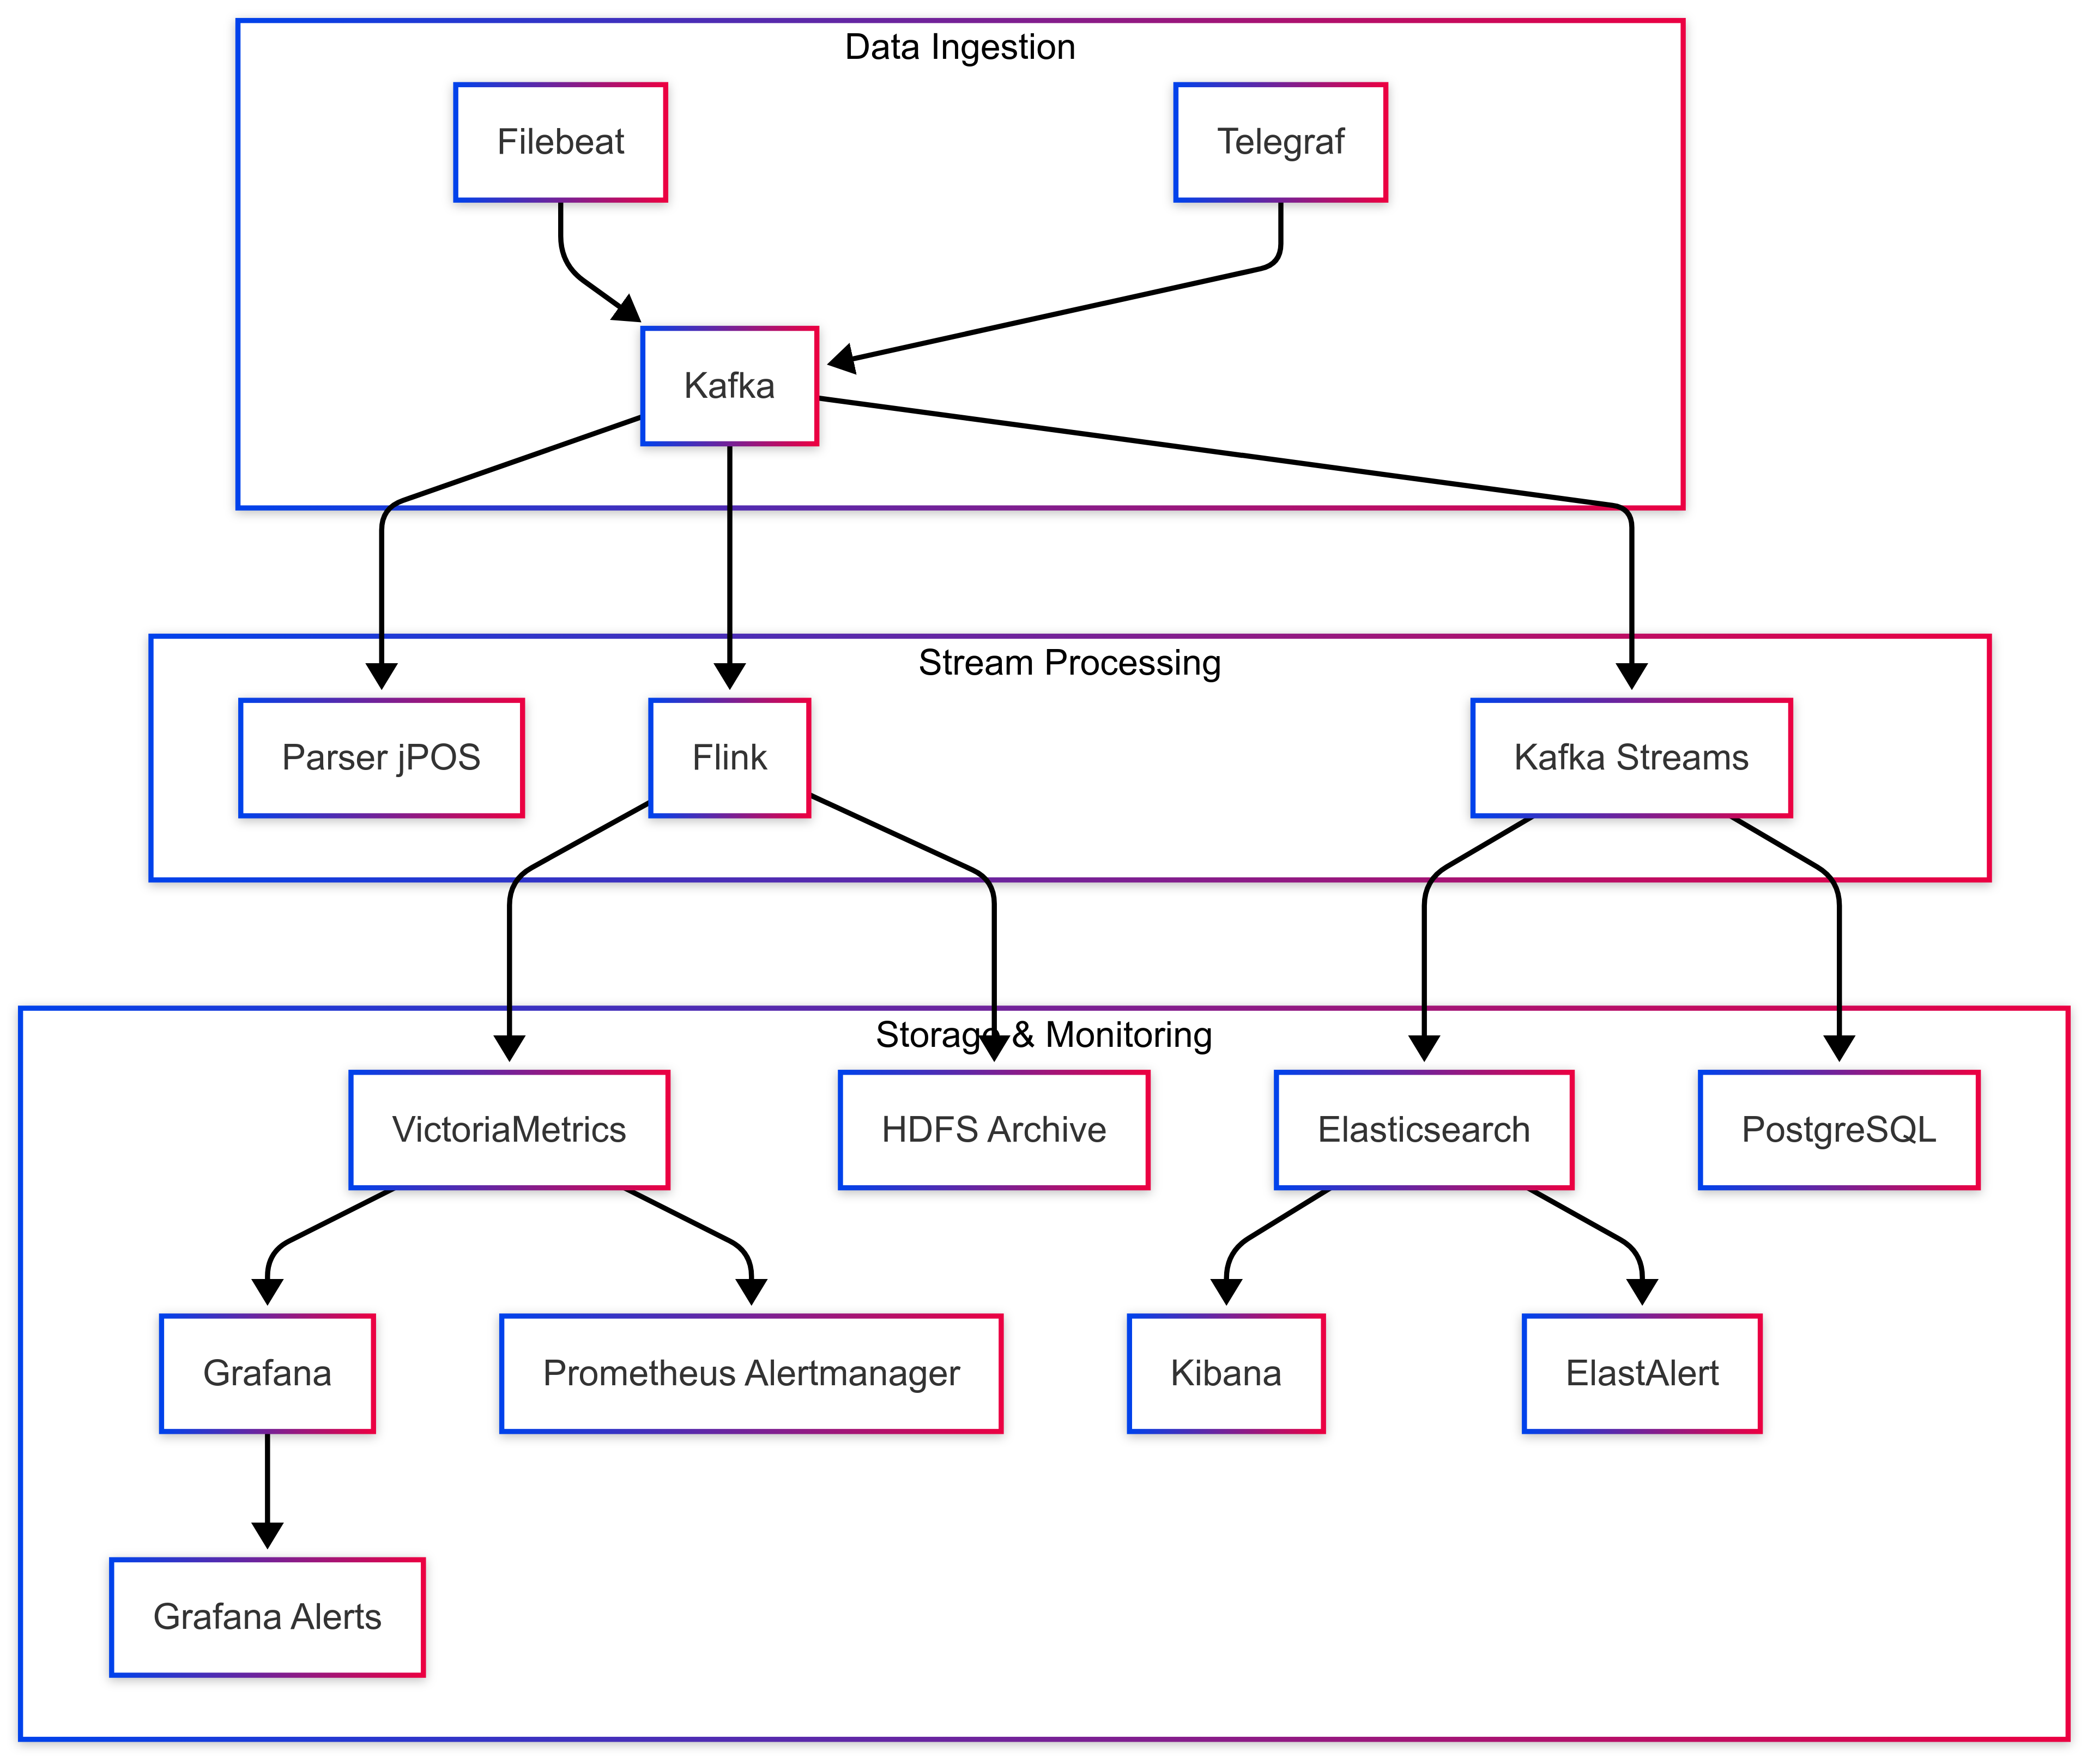 Data Ingestion
Filebeat
Telegraf
Kafka
Stream Processing
Parser jPOS
Flink
Kafka Streams
Storage & Monitoring
VictoriaMetrics
HDFS Archive
Elasticsearch
PostgreSQL
Grafana
Prometheus Alertmanager
Kibana
ElastAlert
Grafana Alerts